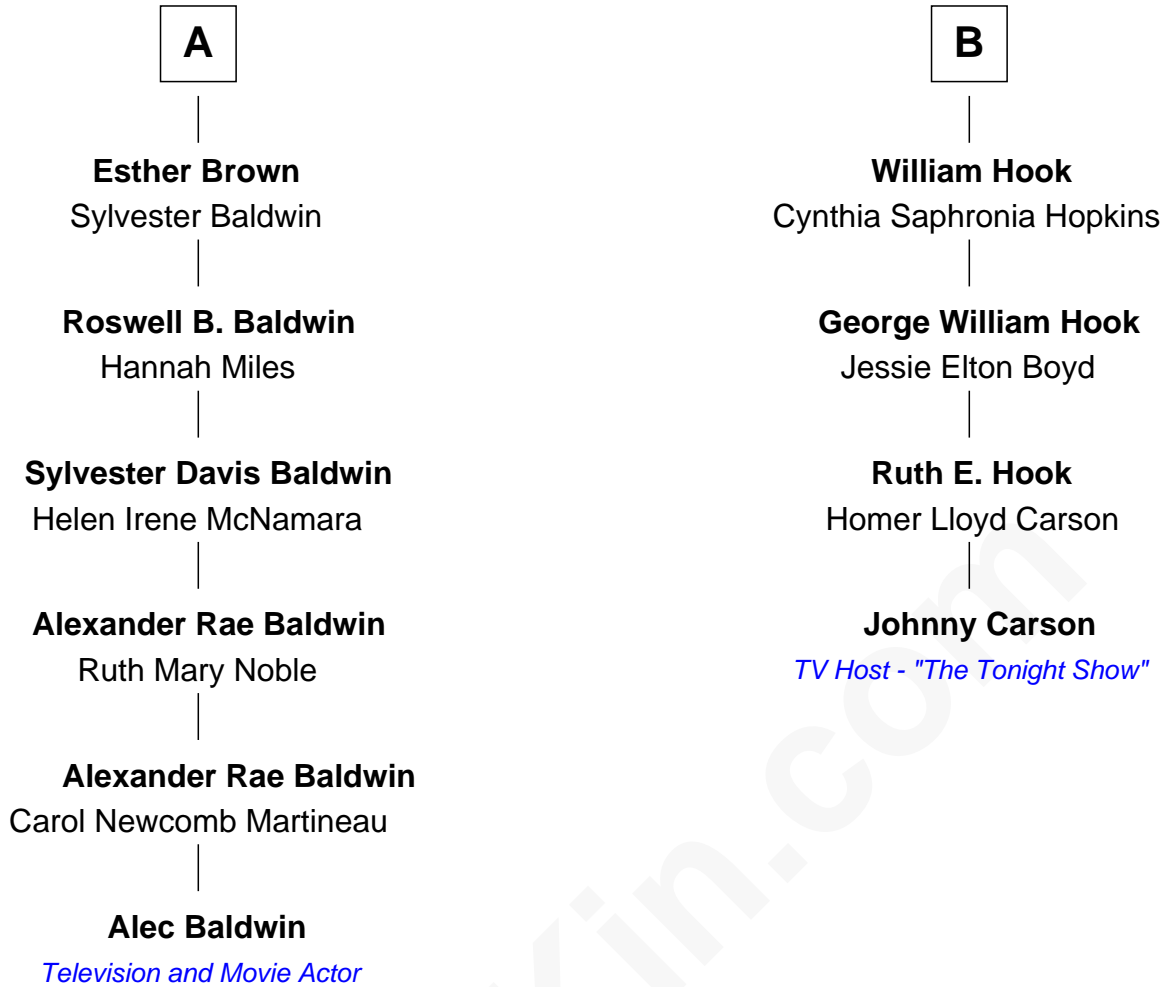 A
Esther Brown
Sylvester Baldwin
Roswell B. Baldwin
Hannah Miles
Sylvester Davis Baldwin
Helen Irene McNamara
Alexander Rae Baldwin
Ruth Mary Noble
Alexander Rae Baldwin
Carol Newcomb Martineau
Alec Baldwin
Television and Movie Actor
B
William Hook
Cynthia Saphronia Hopkins
George William Hook
Jessie Elton Boyd
Ruth E. Hook
Homer Lloyd Carson
Johnny Carson
TV Host - "The Tonight Show"
Kin.com